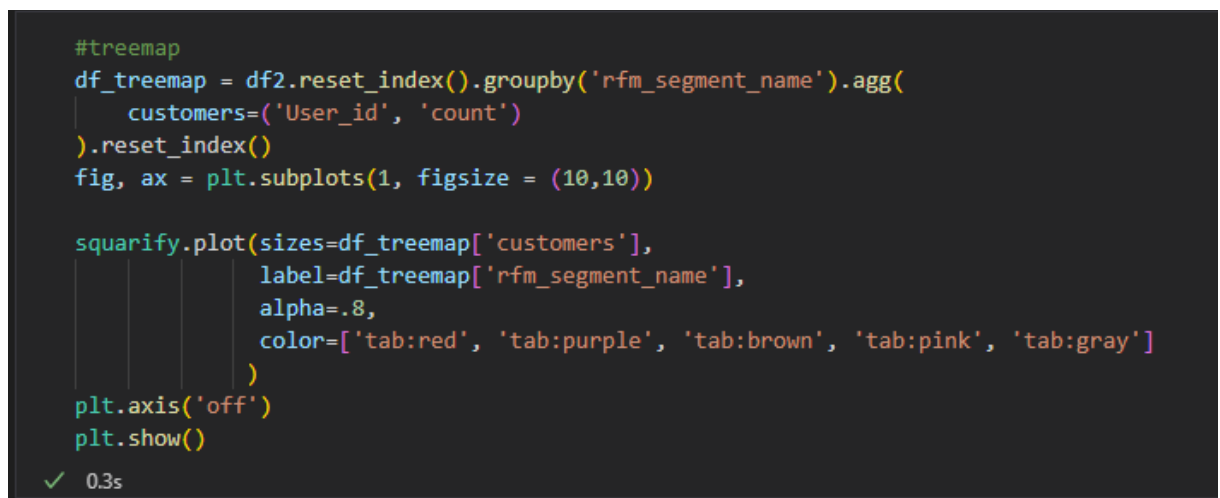 #treemap
df_treemap = df2.reset_index().groupby('rfm_segment_name').agg(
    customers=('User_id', 'count')
).reset_index()
fig, ax = plt.subplots(1, figsize = (10,10))

squarify.plot(sizes=df_treemap['customers'],
              label=df_treemap['rfm_segment_name'],
              alpha=.8,
              color=['tab:red', 'tab:purple', 'tab:brown', 'tab:pink', 'tab:gray']
             )
plt.axis('off')
plt.show()
✓ 0.3s